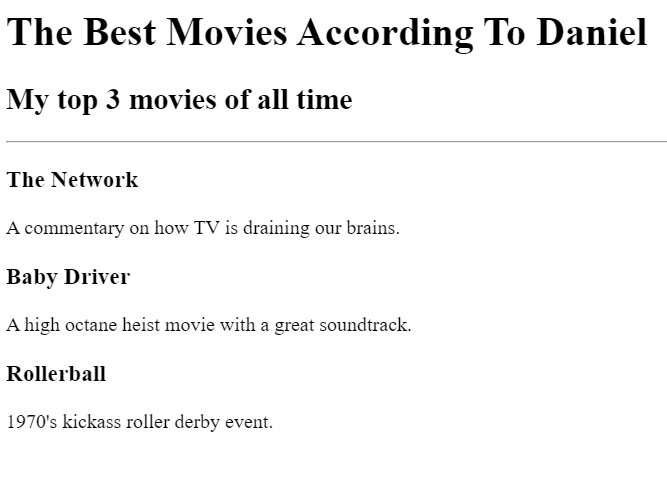 The Best Movies According To Daniel
My top 3 movies of all time
The Network
A commentary on how TV is draining our brains.
Baby Driver
A high octane heist movie with a great soundtrack.
Rollerball
1970's kickass roller derby event.